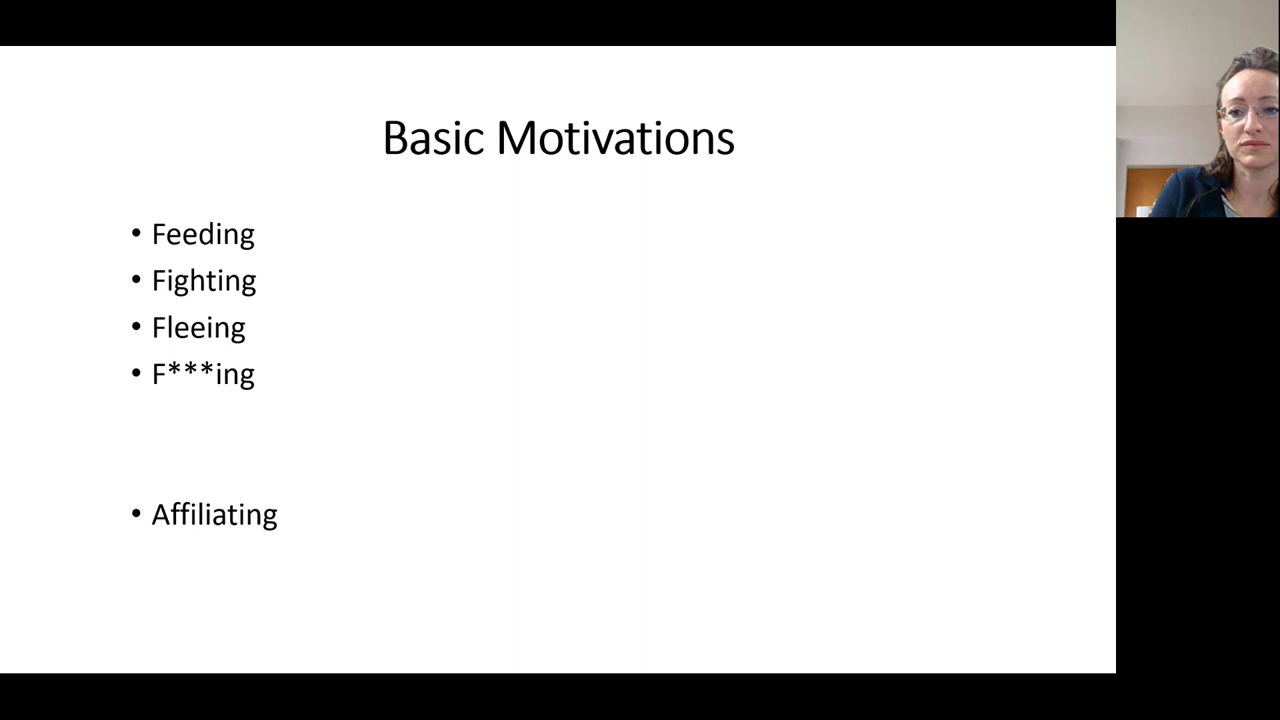 Basic Motivations
• Feeding
• Fighting
• Fleeing
• F***ing
• Affiliating